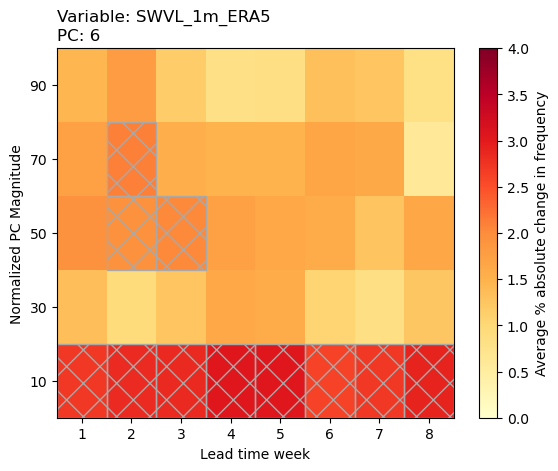 Variable: SWVL_1m_ERA5
PC: 6
Normalized PC Magnitude
90
70
50
30
10
1 2 3 4 5 6 7 8
Lead time week
4.0
3.5
3.0
2.5
2.0
1.5
1.0
0.5
0.0
Average % absolute change in frequency